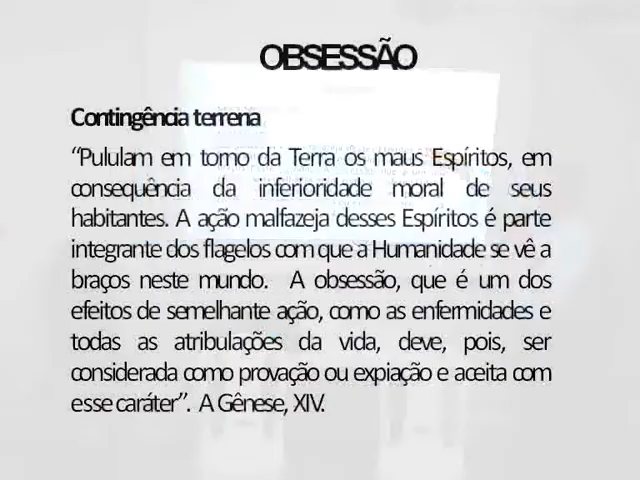 OBSESSÃO
Contingência terrena
“Pululam em torno da Terra os maus Espíritos, em
consequência da inferioridade moral de seus
habitantes. A ação malfazeja desses Espíritos é parte
integrante dos flagelos com que a Humanidade se vê a
braços neste mundo. A obsessão, que é um dos
efeitos de semelhante ação, como as enfermidades e
todas as atribulações da vida, deve, pois, ser
considerada como provação ou expiação e aceita com
esse caráter”. A Gênese, XIV.